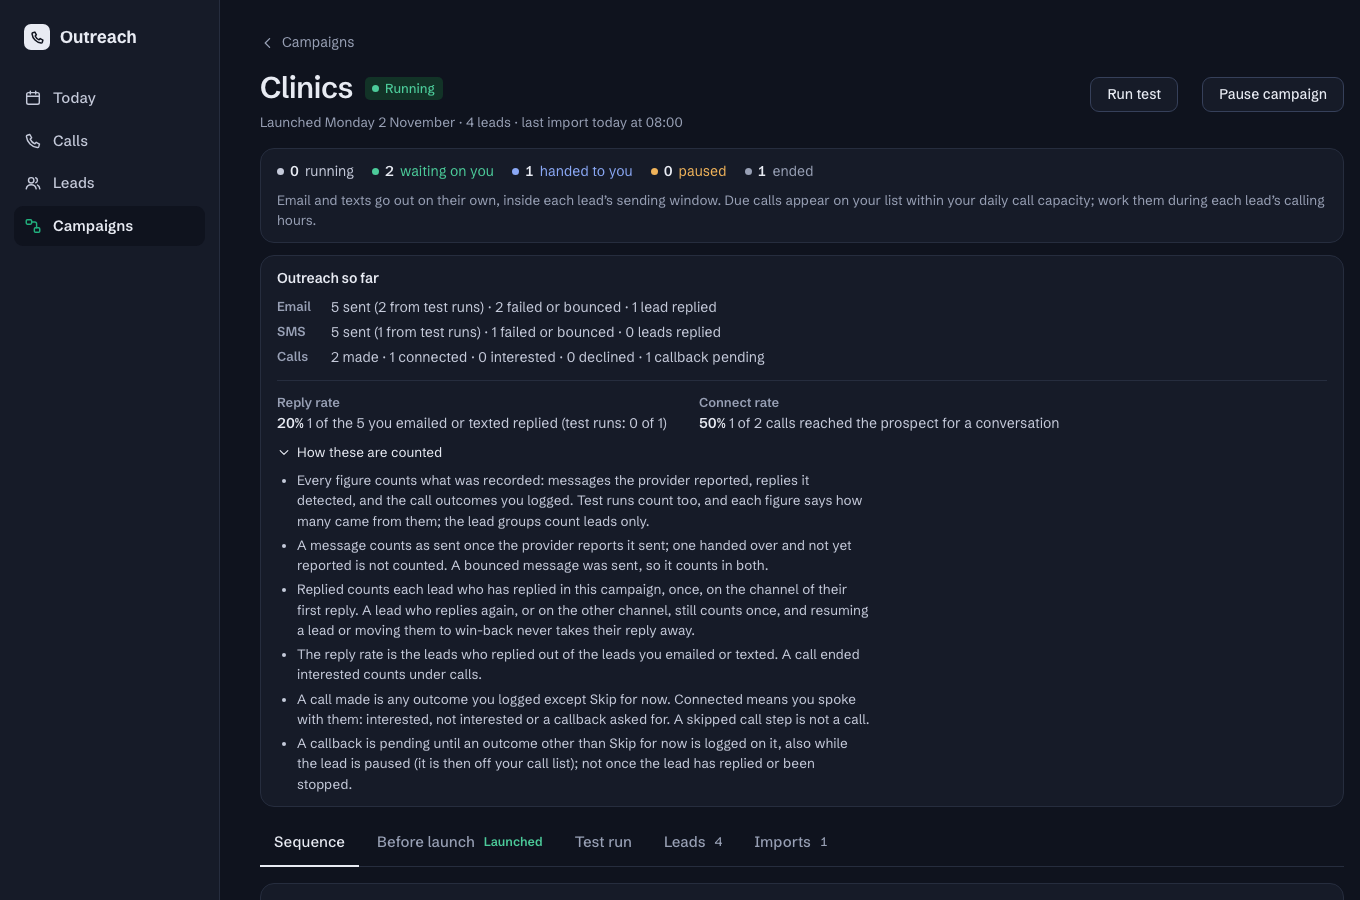 Outreach
Today
Calls
Leads
Campaigns
Campaigns
Clinics
Running
Run test
Pause campaign
Launched Monday 2 November · 4 leads · last import today at 08:00
0 running 2 waiting on you 1 handed to you 0 paused 1 ended
Email and texts go out on their own, inside each lead’s sending window. Due calls appear on your list within your daily call capacity; work them during each lead’s calling
hours.
Outreach so far
Email 5 sent (2 from test runs) · 2 failed or bounced · 1 lead replied
SMS 5 sent (1 from test runs) · 1 failed or bounced · 0 leads replied
Calls 2 made · 1 connected · 0 interested · 0 declined · 1 callback pending
Reply rate
20% 1 of the 5 you emailed or texted replied (test runs: 0 of 1)
Connect rate
50% 1 of 2 calls reached the prospect for a conversation
How these are counted
• Every figure counts what was recorded: messages the provider reported, replies it
detected, and the call outcomes you logged. Test runs count too, and each figure says how
many came from them; the lead groups count leads only.
• A message counts as sent once the provider reports it sent; one handed over and not yet
reported is not counted. A bounced message was sent, so it counts in both.
• Replied counts each lead who has replied in this campaign, once, on the channel of their
first reply. A lead who replies again, or on the other channel, still counts once, and resuming
a lead or moving them to win-back never takes their reply away.
• The reply rate is the leads who replied out of the leads you emailed or texted. A call ended
interested counts under calls.
• A call made is any outcome you logged except Skip for now. Connected means you spoke
with them: interested, not interested or a callback asked for. A skipped call step is not a call.
• A callback is pending until an outcome other than Skip for now is logged on it, also while
the lead is paused (it is then off your call list); not once the lead has replied or been
stopped.
Sequence
Before launch Launched
Test run
Leads 4
Imports 1